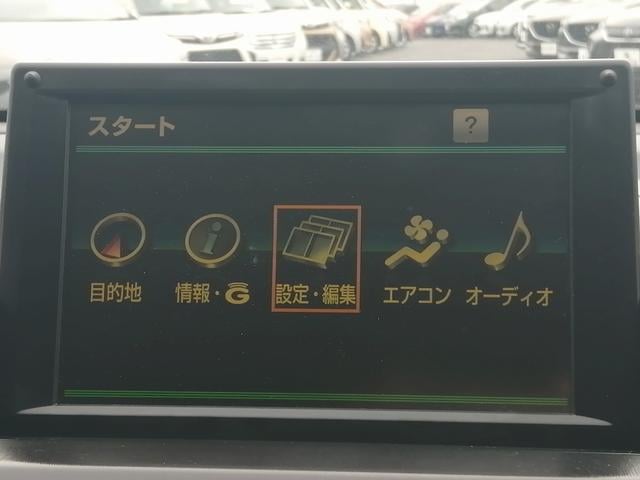 スタート
?
目的地
情報・G
設定・編集
エアコン
オーディオ